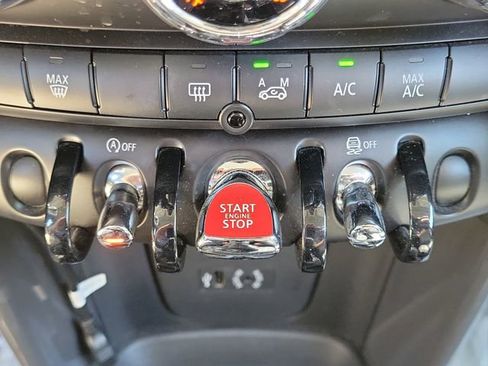 MAX
A M
A/C
MAX
A/C
A OFF
OFF
START
ENGINE
STOP